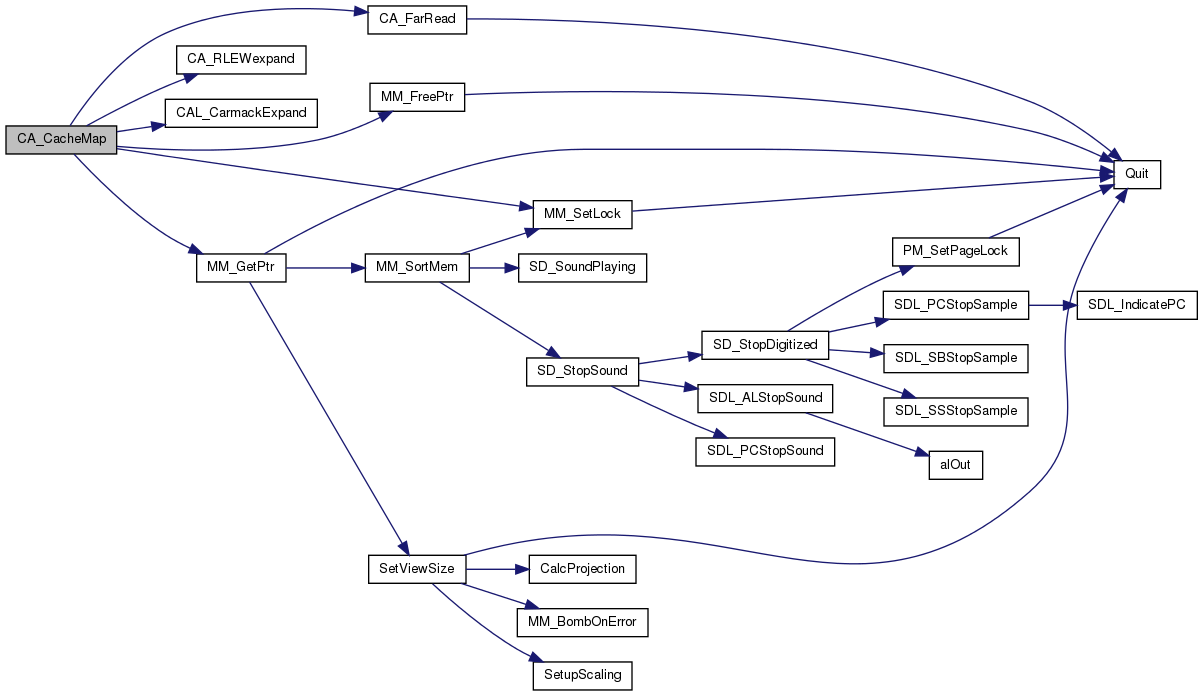 CA_FarRead
CA_RLEWexpand
MM_FreePtr
CAL_CarmackExpand
CA_CacheMap
Quit
MM_SetLock
PM_SetPageLock
MM_GetPtr
MM_SortMem
SD_SoundPlaying
SDL_PCStopSample
SDL_IndicatePC
SD_StopDigitized
SDL_SBStopSample
SD_StopSound
SDL_ALStopSound
SDL_SSStopSample
SDL_PCStopSound
alOut
SetViewSize
CalcProjection
MM_BombOnError
SetupScaling